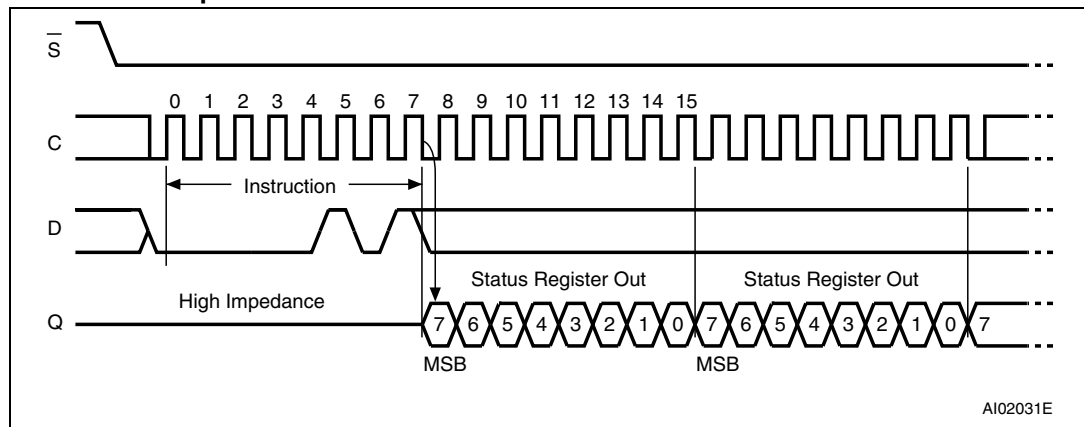 S
0 1 2 3 4 5 6 7 8 9 10 11 12 13 14 15
C
Instruction
D
Status Register Out Status Register Out
High Impedance
Q 7 6 5 4 3 2 1 0 7 6 5 4 3 2 1 0 7
MSB MSB
AI02031E